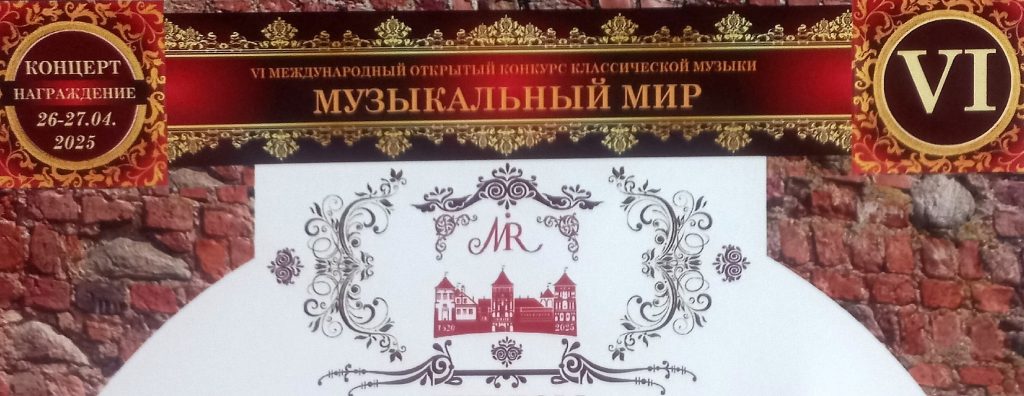 КОНЦЕРТ
НАГРАЖДЕНИЕ
26-27.04.
2025
VI МЕЖДУНАРОДНЫЙ ОТКРЫТЫЙ КОНКУРС КЛАССИЧЕСКОЙ МУЗЫКИ
МУЗЫКАЛЬНЫЙ МИР
VI
MR
1520 2025